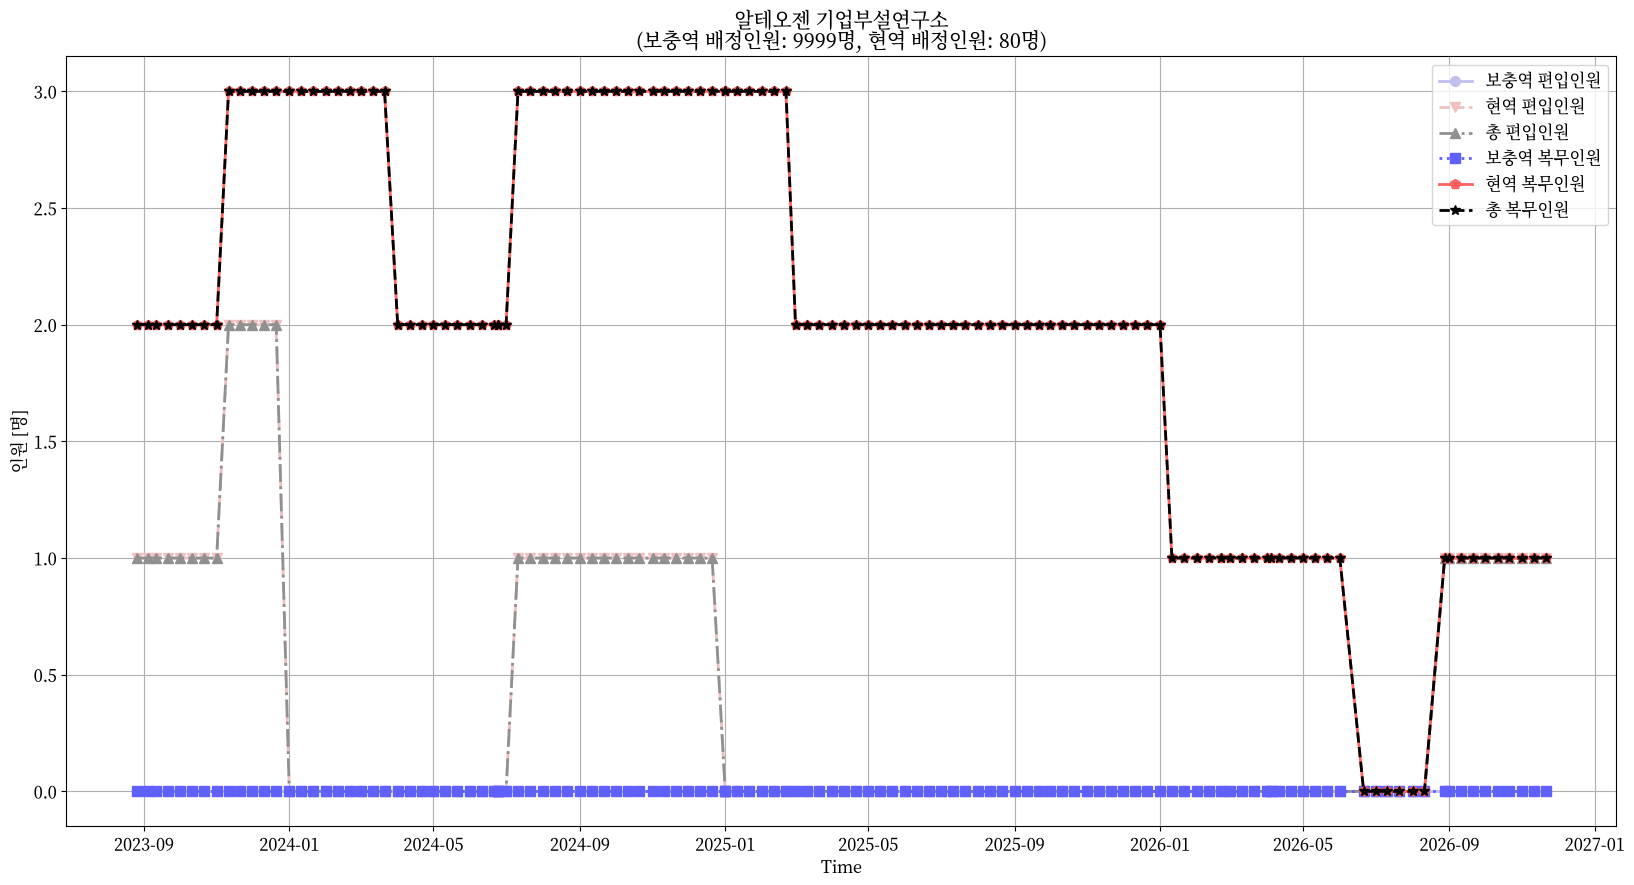 알테오젠 기업부설연구소
(보충역 배정인원: 9999명, 현역 배정인원: 80명)
보충역 편입인원
현역 편입인원
총 편입인원
보충역 복무인원
현역 복무인원
총 복무인원
인원 [명]
3.0
2.5
2.0
1.5
1.0
0.5
0.0
2023-09 2024-01 2024-05 2024-09 2025-01 2025-05 2025-09 2026-01 2026-05 2026-09 2027-01
Time